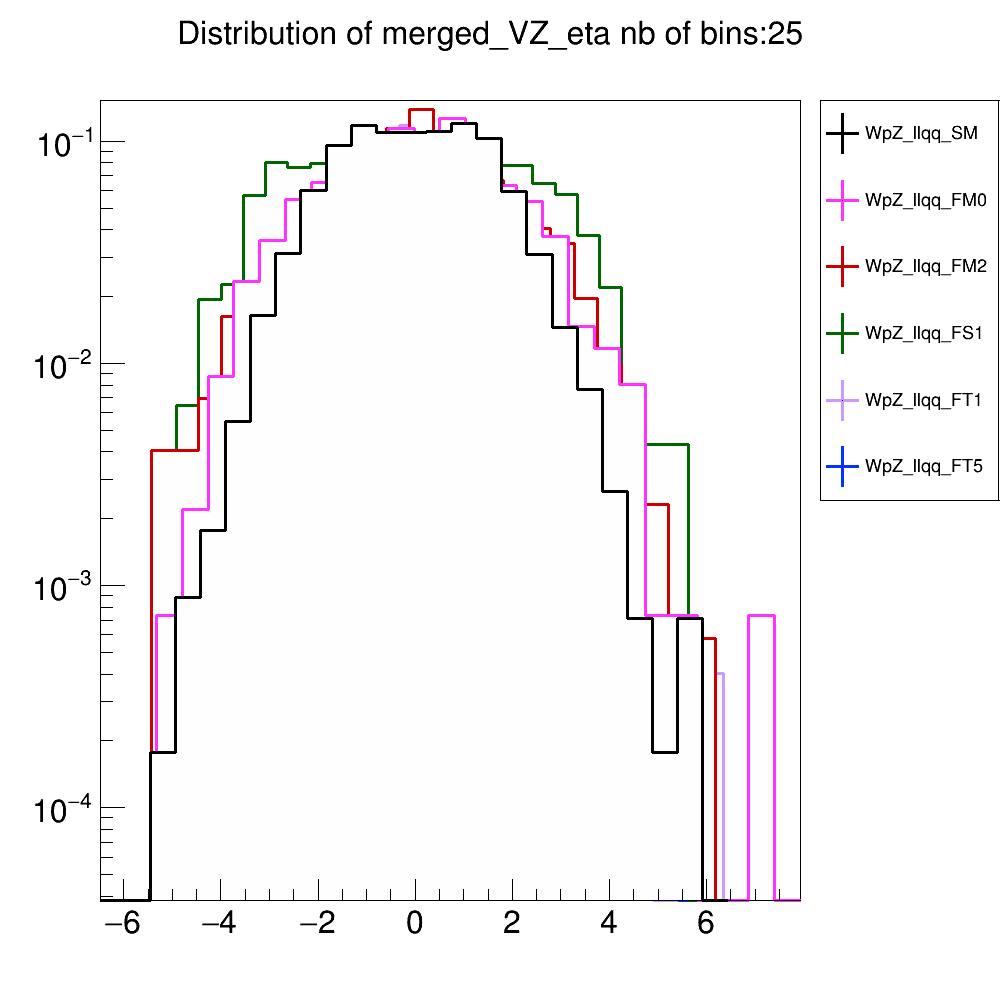 Distribution of merged_VZ_eta nb of bins:25
10⁻¹
10⁻²
10⁻³
10⁻⁴
−6 −4 −2 0 2 4 6
WpZ_llqq_SM
WpZ_llqq_FM0
WpZ_llqq_FM2
WpZ_llqq_FS1
WpZ_llqq_FT1
WpZ_llqq_FT5